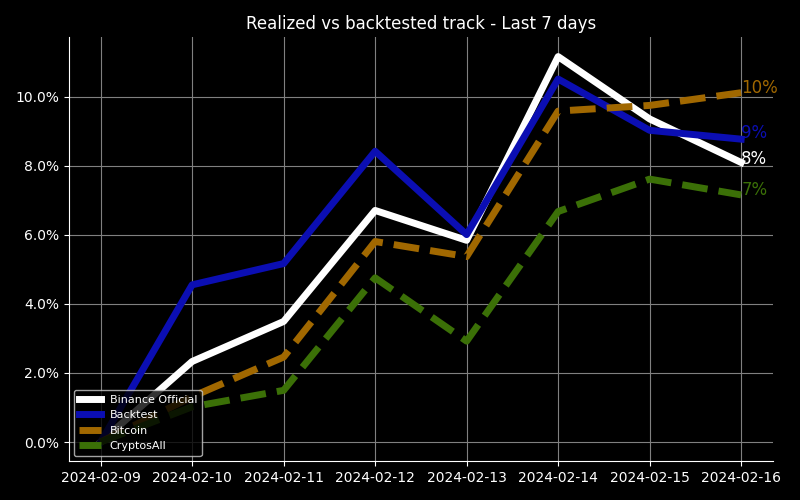 Realized vs backtested track - Last 7 days
10.0%
8.0%
6.0%
4.0%
2.0%
0.0%
10%
9%
8%
7%
Binance Official
Backtest
Bitcoin
CryptosAll
2024-02-09 2024-02-10 2024-02-11 2024-02-12 2024-02-13 2024-02-14 2024-02-15 2024-02-16